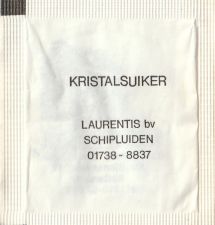 KRISTALSUIKER
LAURENTIS bv
SCHIPLUIDEN
01738 - 8837